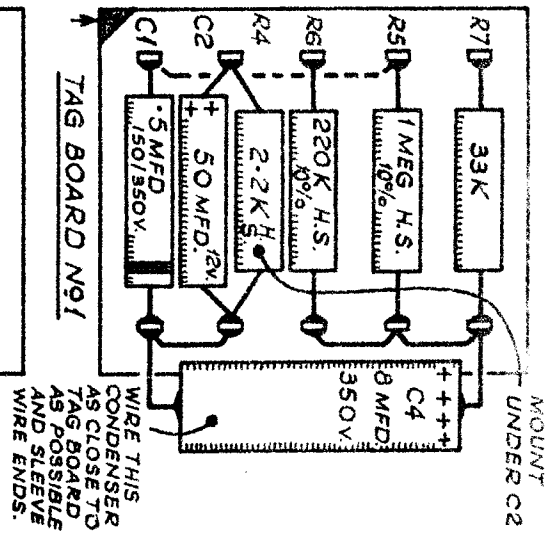 C1
C2
R4
R6
R5
R7
TAG BOARD Nº1
·5 MFD
150/350V.
++
50 MFD.
12V.
2·2K H
S
220K H.S.
10%
1 MEG H.S.
10%
33K
++++
C4
8 MFD
350V.
MOUNT
UNDER C2
WIRE THIS
CONDENSER
AS CLOSE TO
TAG BOARD
AS POSSIBLE
AND SLEEVE
WIRE ENDS.